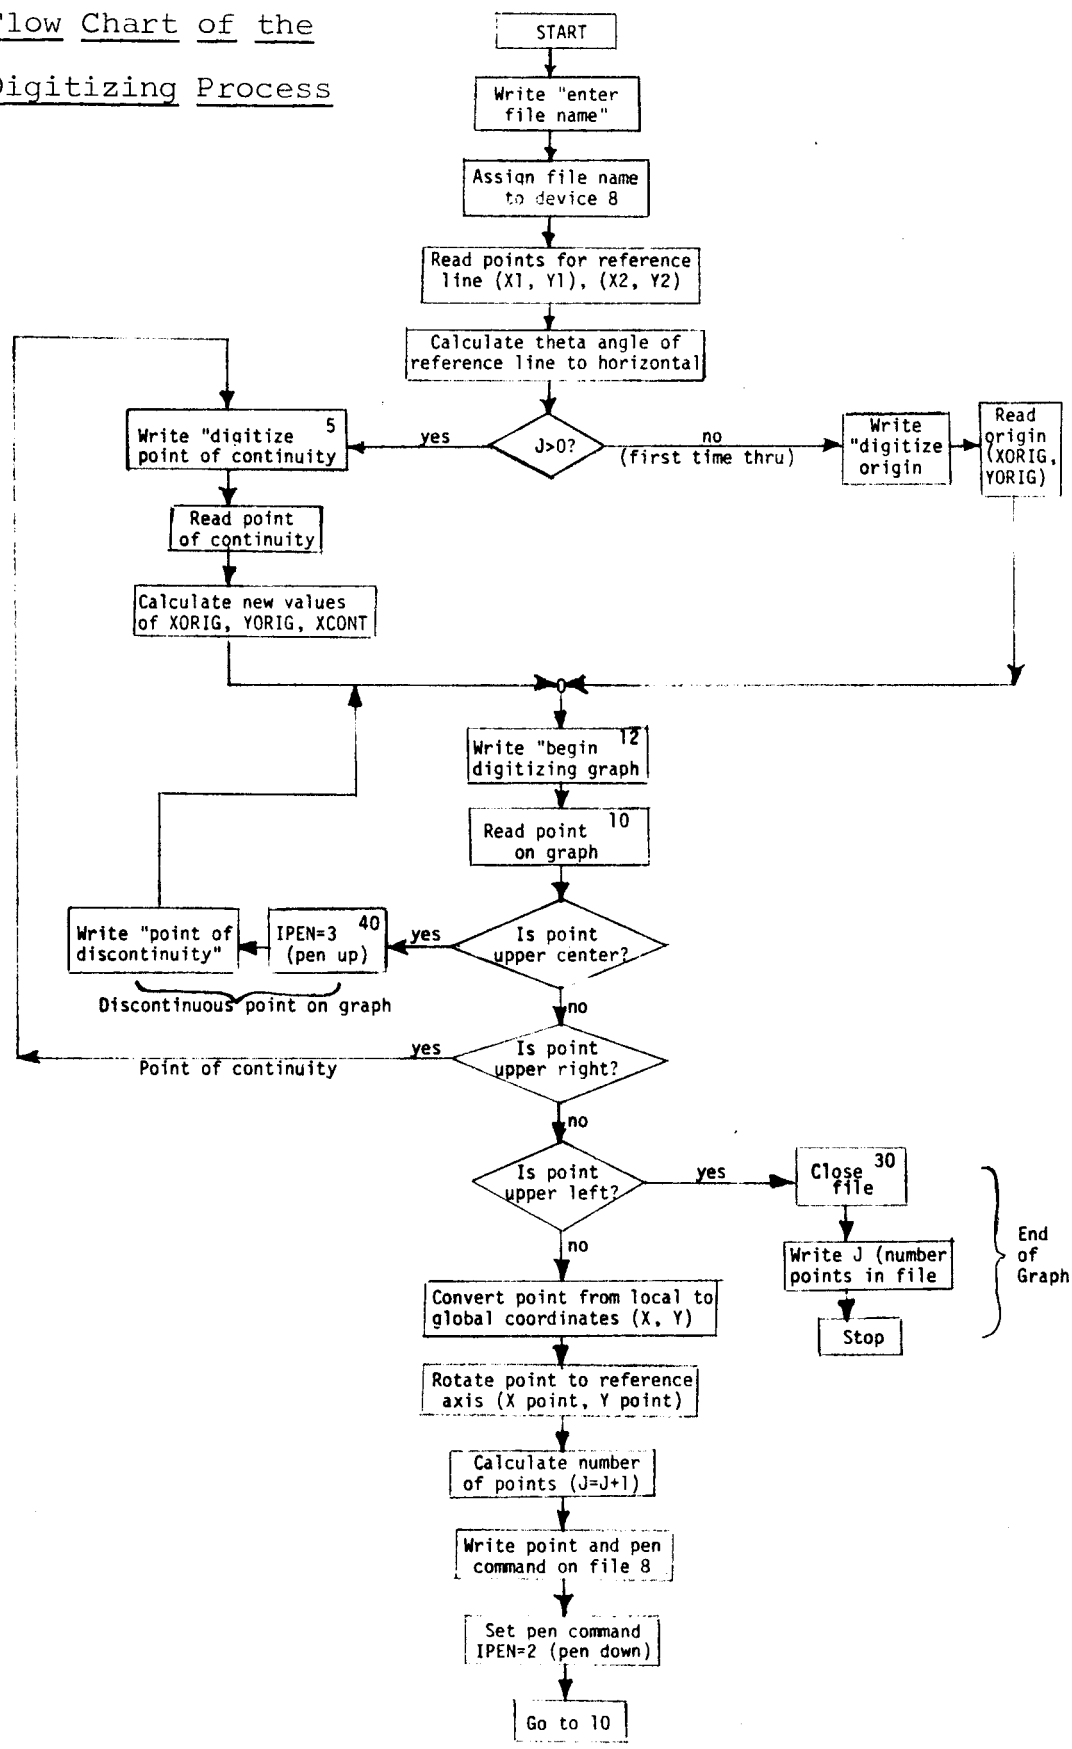 Flow Chart of the
Digitizing Process
START
Write "enter
file name"
Assign file name
to device 8
Read points for reference
line (X1, Y1), (X2, Y2)
Calculate theta angle of
reference line to horizontal
J>0?
yes
no
(first time thru)
5
Write "digitize
point of continuity
Write
"digitize
origin
Read
origin
(XORIG,
YORIG)
Read point
of continuity
Calculate new values
of XORIG, YORIG, XCONT
12
Write "begin
digitizing graph
10
Read point
on graph
Is point
upper center?
yes
40
IPEN=3
(pen up)
Write "point of
discontinuity"
Discontinuous point on graph
no
Is point
upper right?
yes
Point of continuity
no
Is point
upper left?
yes
30
Close
file
Write J (number
points in file
Stop
End
of
Graph
no
Convert point from local to
global coordinates (X, Y)
Rotate point to reference
axis (X point, Y point)
Calculate number
of points (J=J+1)
Write point and pen
command on file 8
Set pen command
IPEN=2 (pen down)
Go to 10